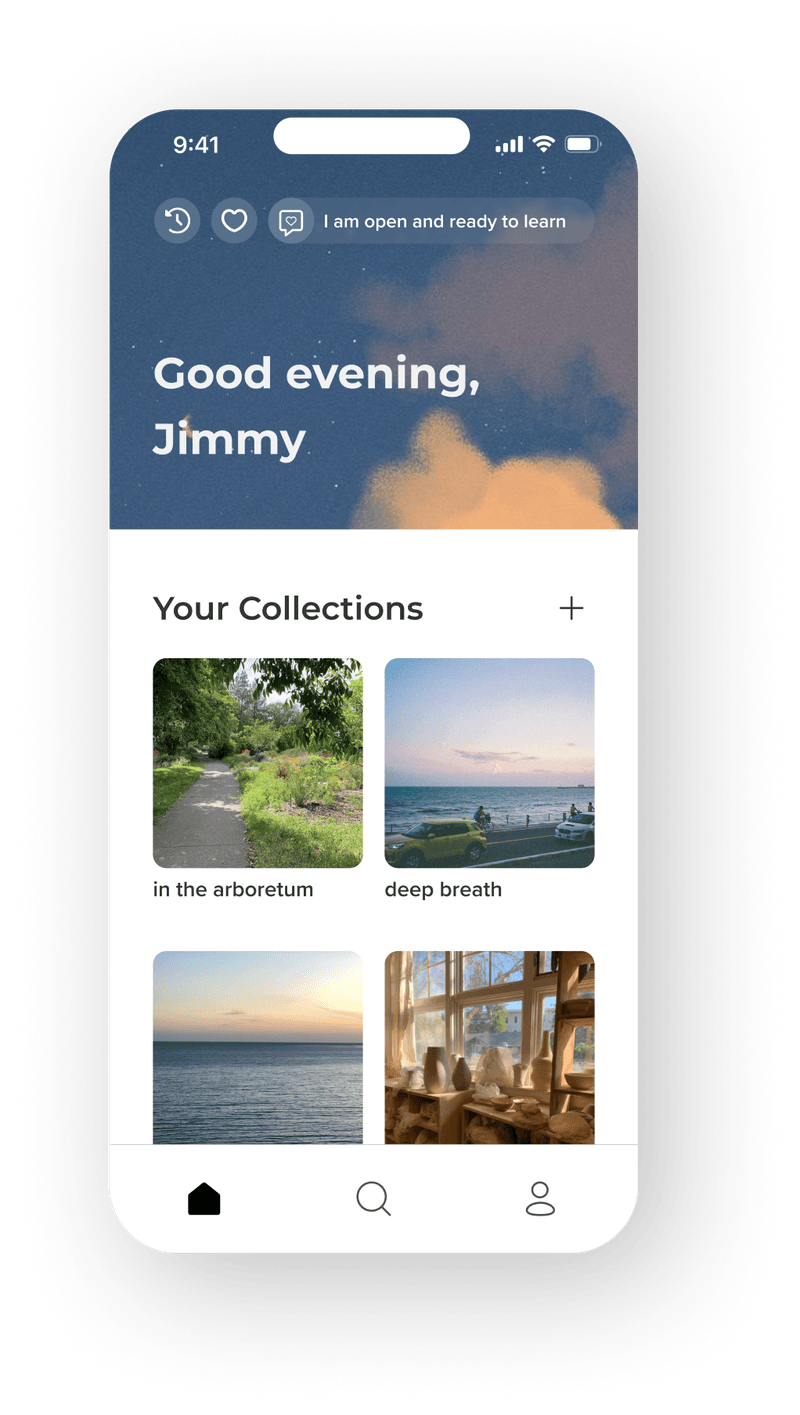 9:41
I am open and ready to learn
Good evening,
Jimmy
Your Collections
in the arboretum
deep breath